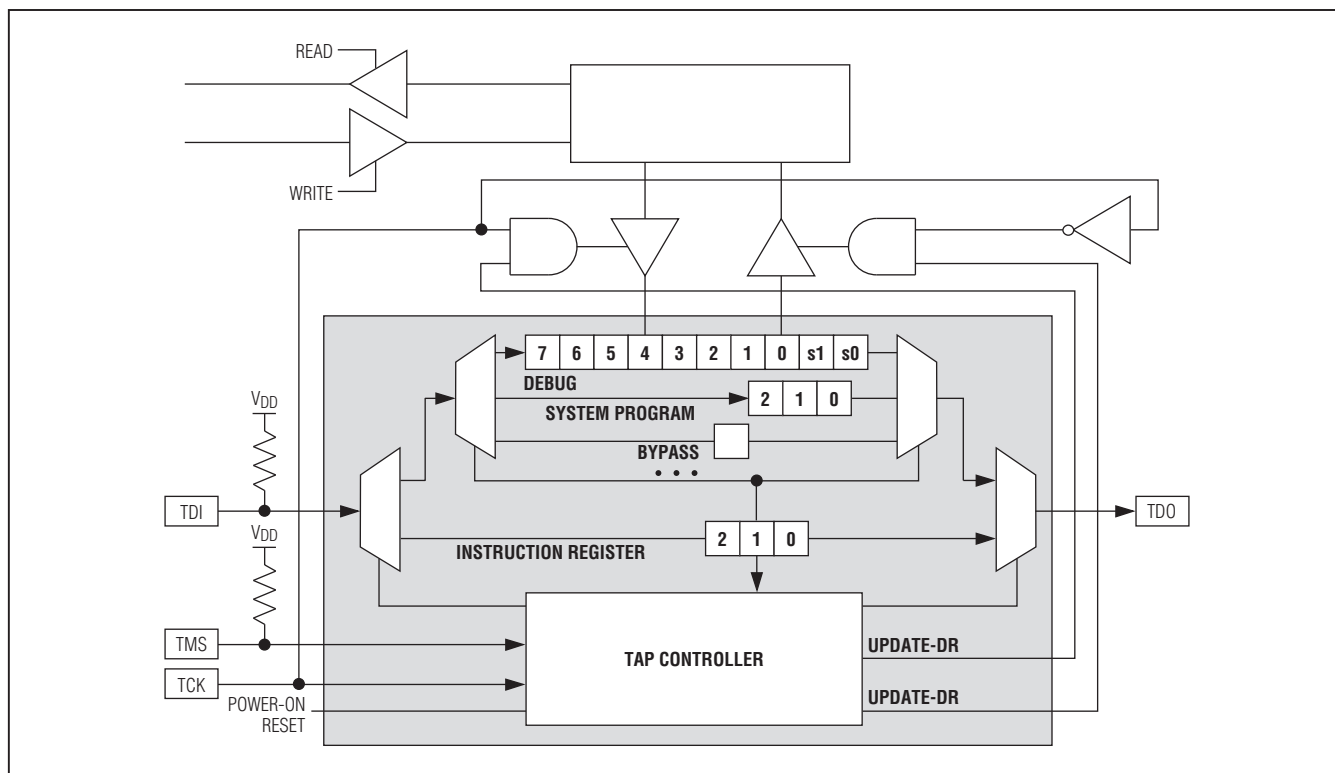 READ
WRITE
7 6 5 4 3 2 1 0 s1 s0
DEBUG
SYSTEM PROGRAM
2 1 0
BYPASS
• • •
VDD
TDI
TDO
VDD
INSTRUCTION REGISTER
2 1 0
TMS
TAP CONTROLLER
UPDATE-DR
TCK
POWER-ON
RESET
UPDATE-DR